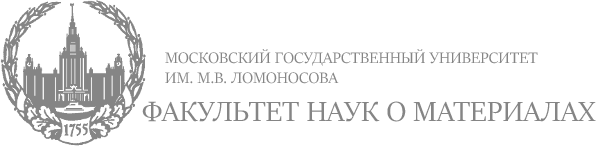 МОСКОВСКИЙ ГОСУДАРСТВЕННЫЙ УНИВЕРСИТЕТ
ИМ. М.В. ЛОМОНОСОВА
ФАКУЛЬТЕТ НАУК О МАТЕРИАЛАХ
1755